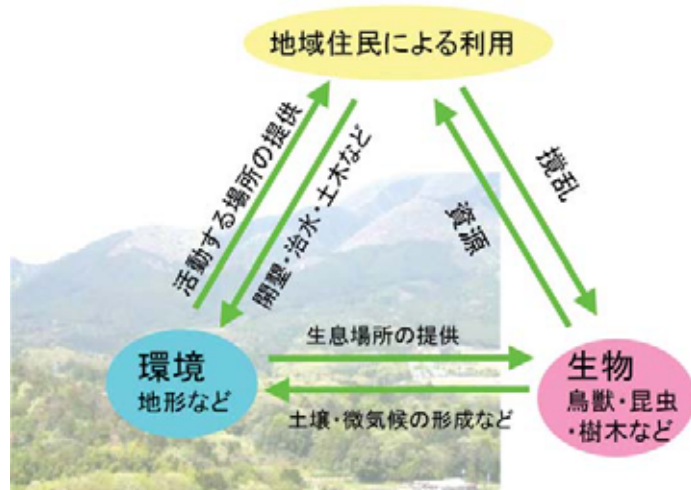 地域住民による利用
活動する場所の提供
開墾・治水・土木など
資源
撹乱
生息場所の提供
環境
地形など
生物
鳥獣・昆虫
・樹木など
土壌・微気候の形成など